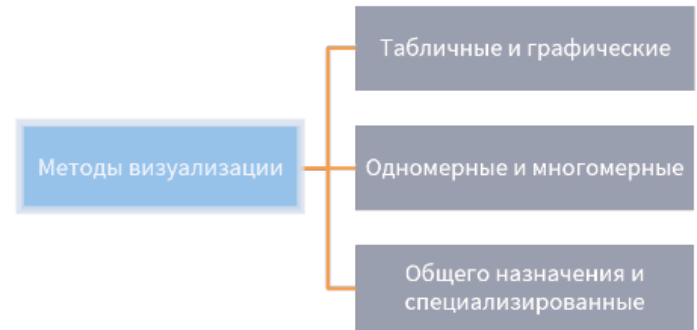 Табличные и графические
Методы визуализации
Одномерные и многомерные
Общего назначения и
специализированные